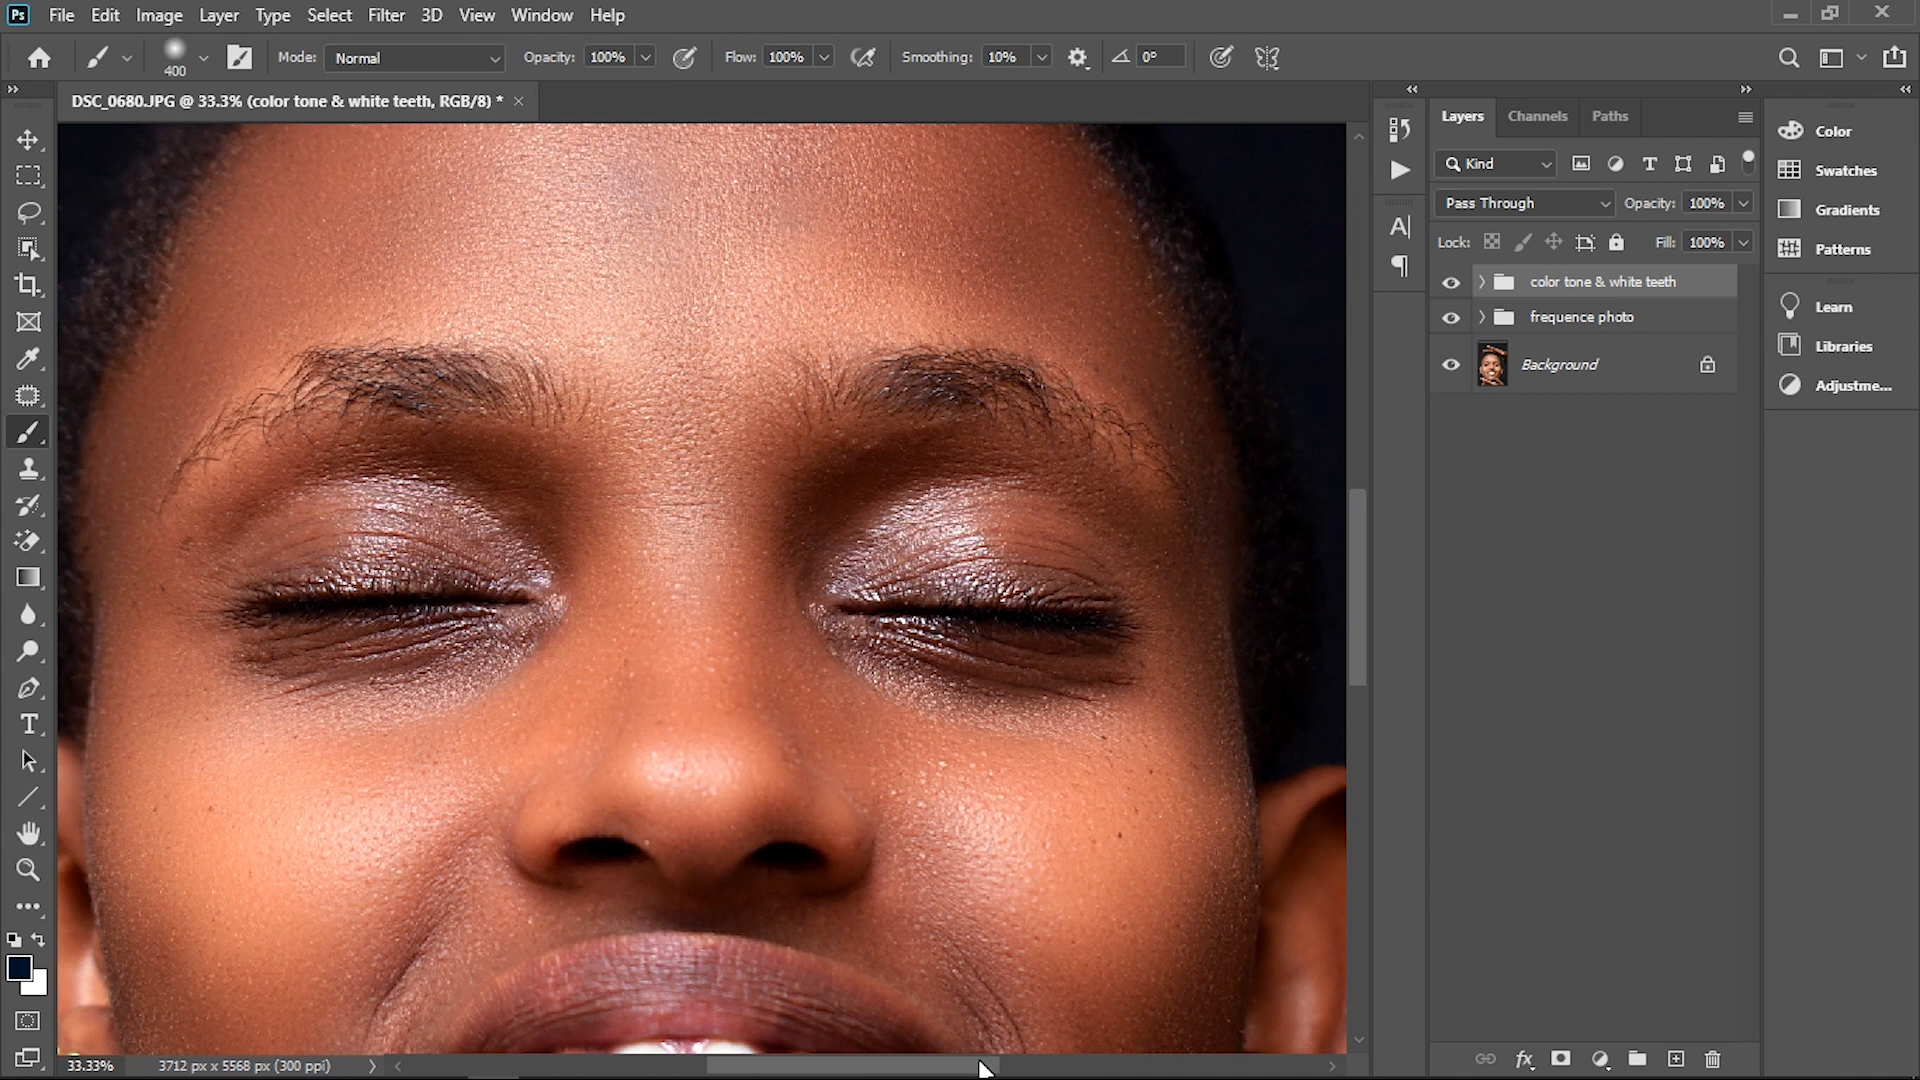 Ps File Edit Image Layer Type Select Filter 3D View Window Help
400 Mode: Normal Opacity: 100% Flow: 100% Smoothing: 10% 0°
DSC_0680.JPG @ 33.3% (color tone & white teeth, RGB/8) *
Layers Channels Paths
Kind
Pass Through Opacity: 100%
Lock: Fill: 100%
color tone & white teeth
frequence photo
Background
Color
Swatches
Gradients
Patterns
Learn
Libraries
Adjustme...
33.33% 3712 px x 5568 px (300 ppi)
fx